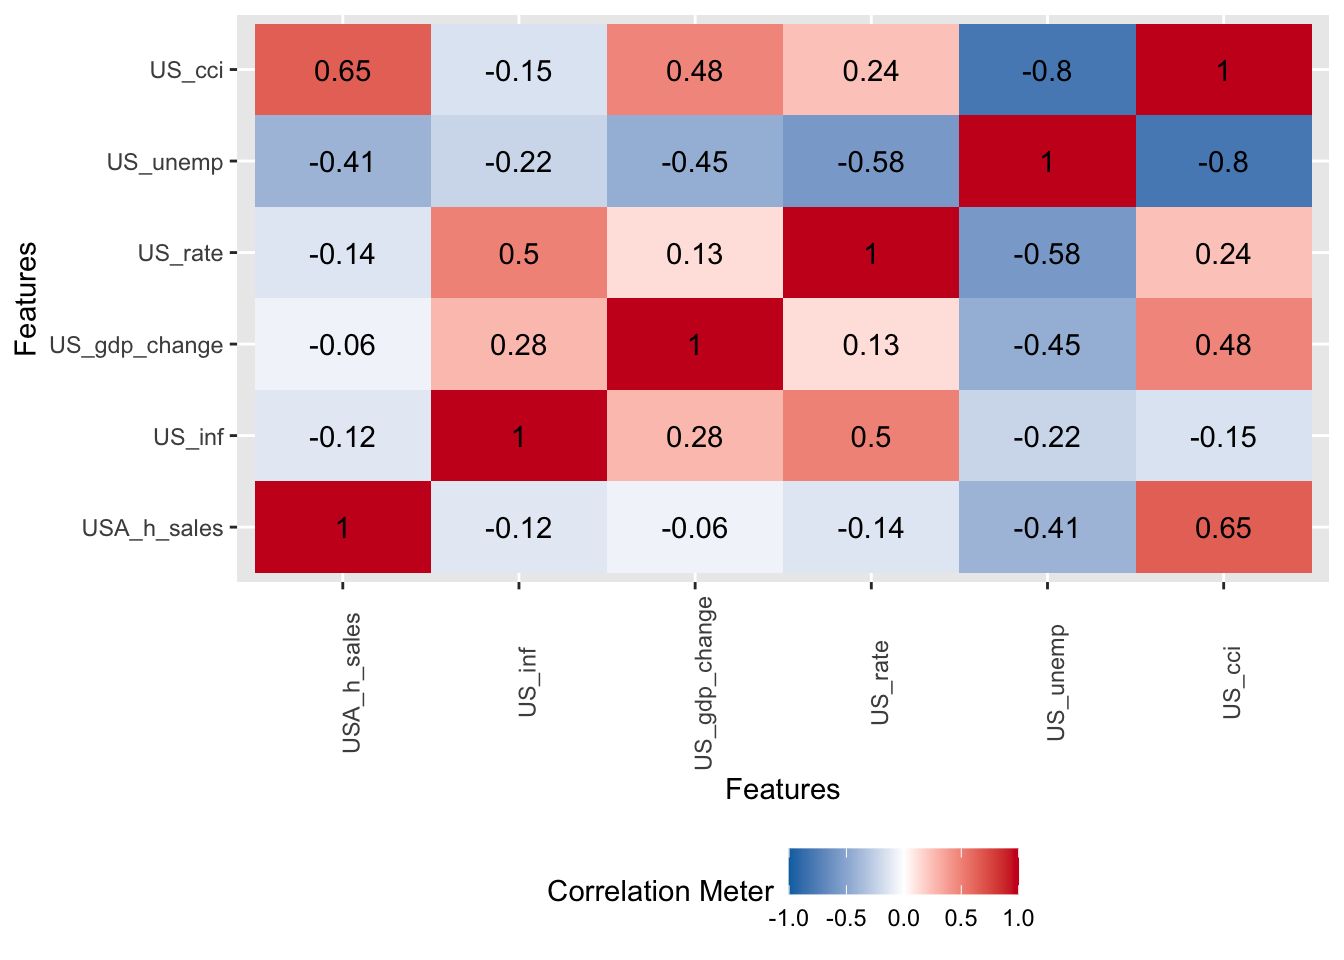 Features
US_cci 0.65 -0.15 0.48 0.24 -0.8 1
US_unemp -0.41 -0.22 -0.45 -0.58 1 -0.8
US_rate -0.14 0.5 0.13 1 -0.58 0.24
US_gdp_change -0.06 0.28 1 0.13 -0.45 0.48
US_inf -0.12 1 0.28 0.5 -0.22 -0.15
USA_h_sales 1 -0.12 -0.06 -0.14 -0.41 0.65
USA_h_sales US_inf US_gdp_change US_rate US_unemp US_cci
Features
Correlation Meter
-1.0 -0.5 0.0 0.5 1.0